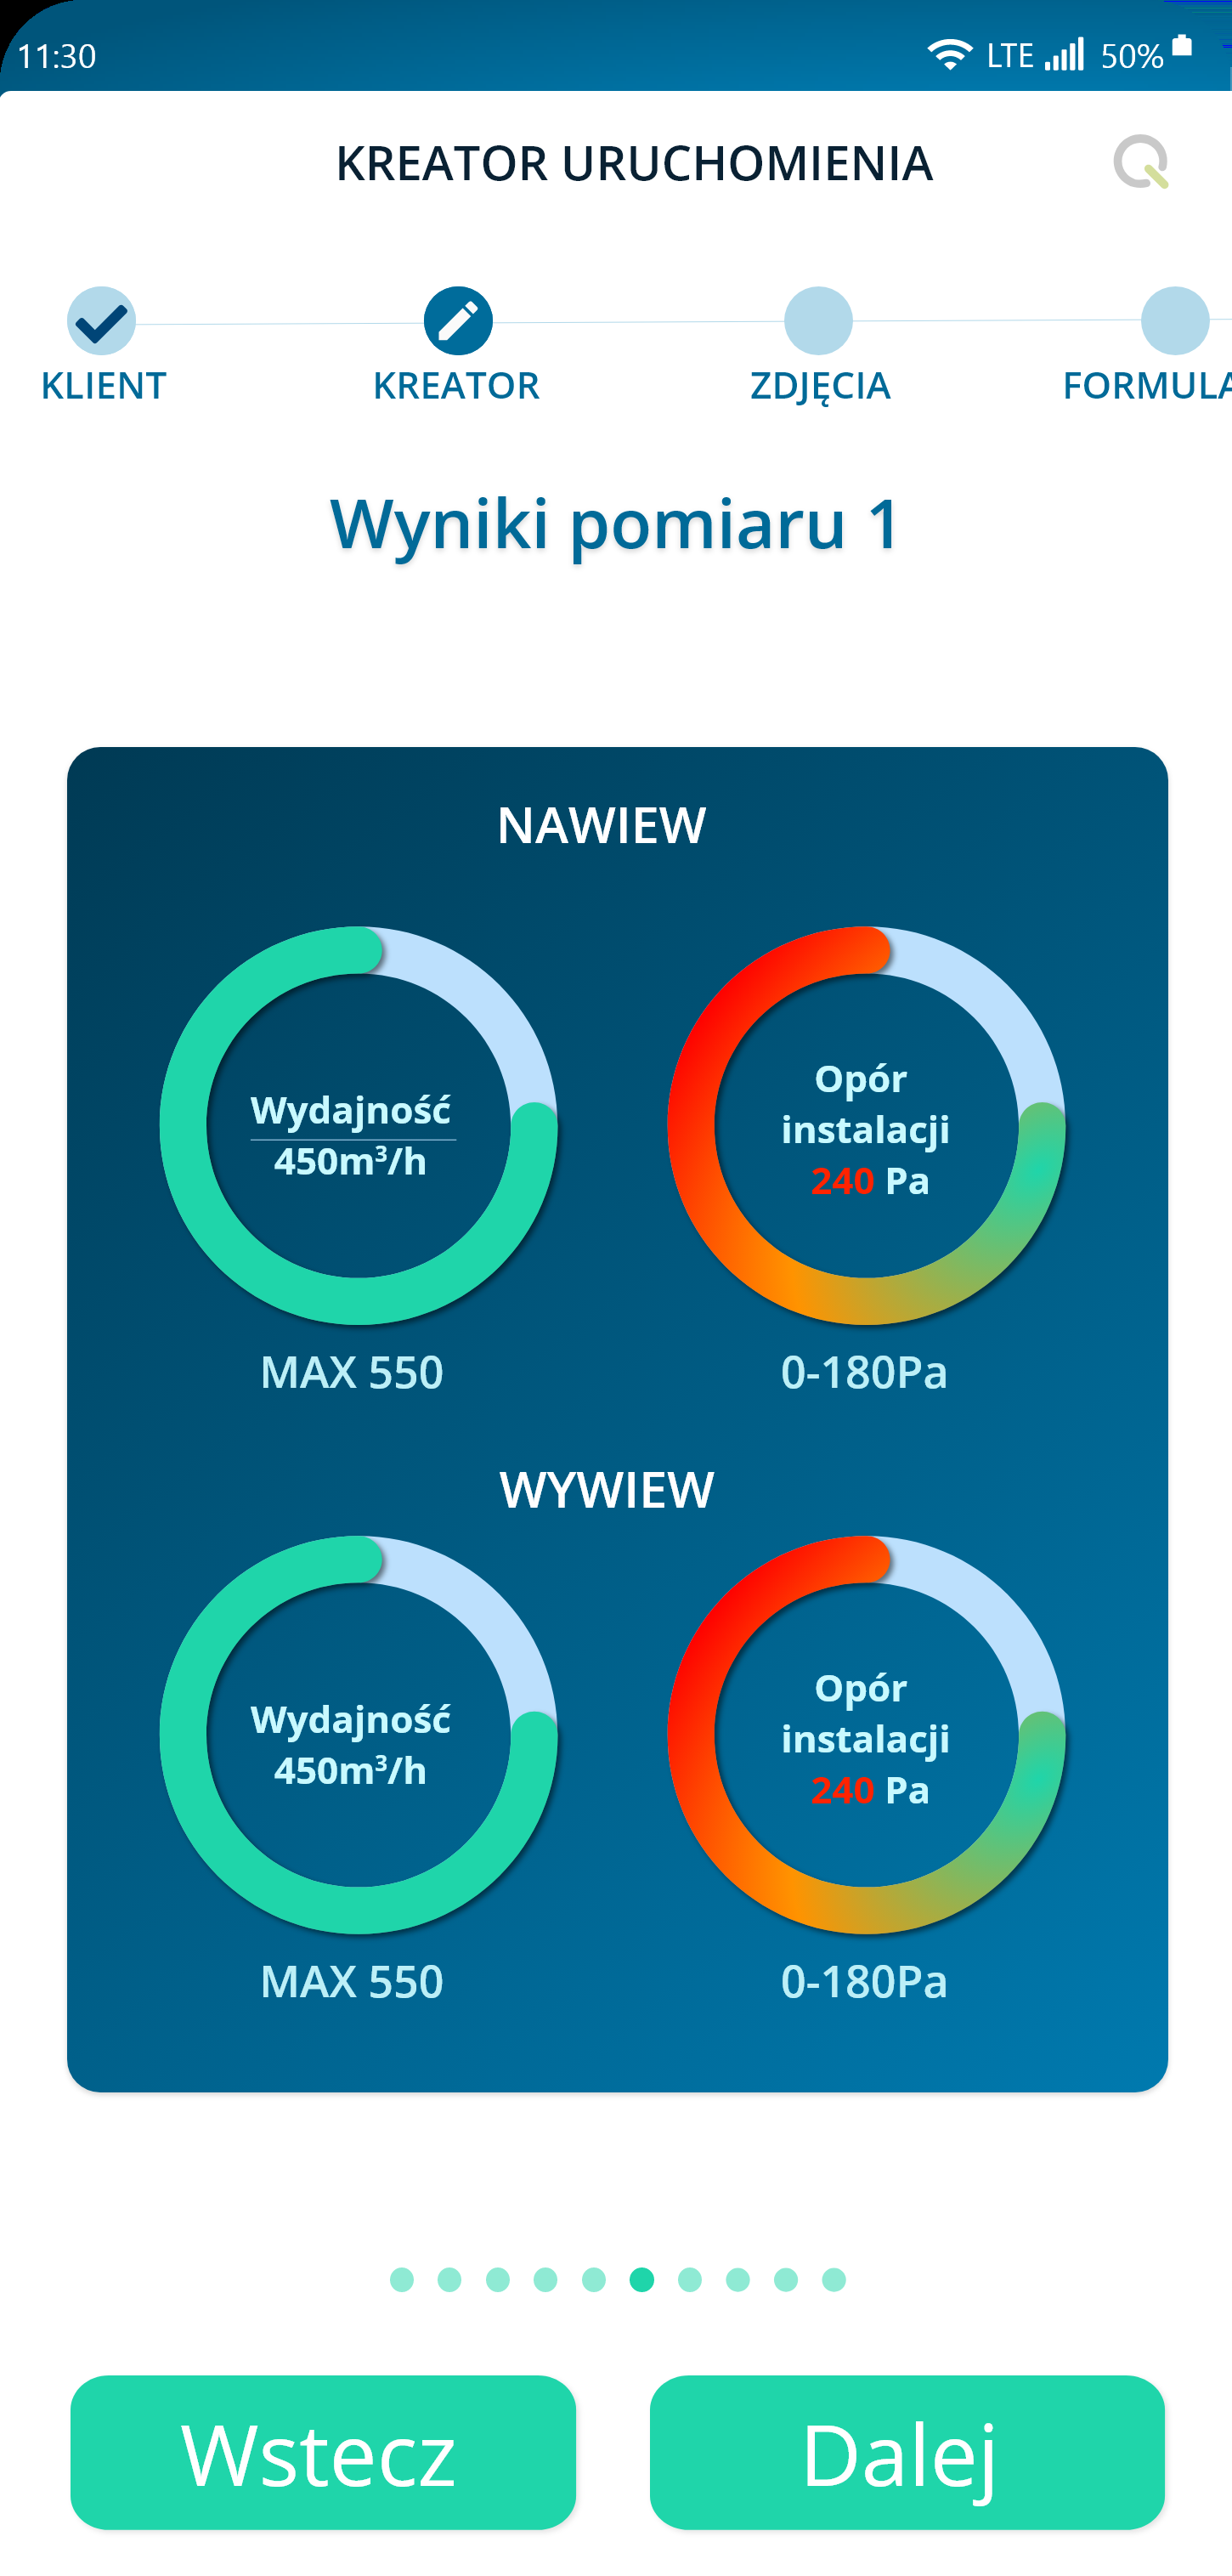 11:30 LTE 50%
KREATOR URUCHOMIENIA
KLIENT KREATOR ZDJĘCIA FORMULA
Wyniki pomiaru 1
NAWIEW
Wydajność
450m³/h
Opór
instalacji
240 Pa
MAX 550
0-180Pa
WYWIEW
Wydajność
450m³/h
Opór
instalacji
240 Pa
MAX 550
0-180Pa
Wstecz Dalej